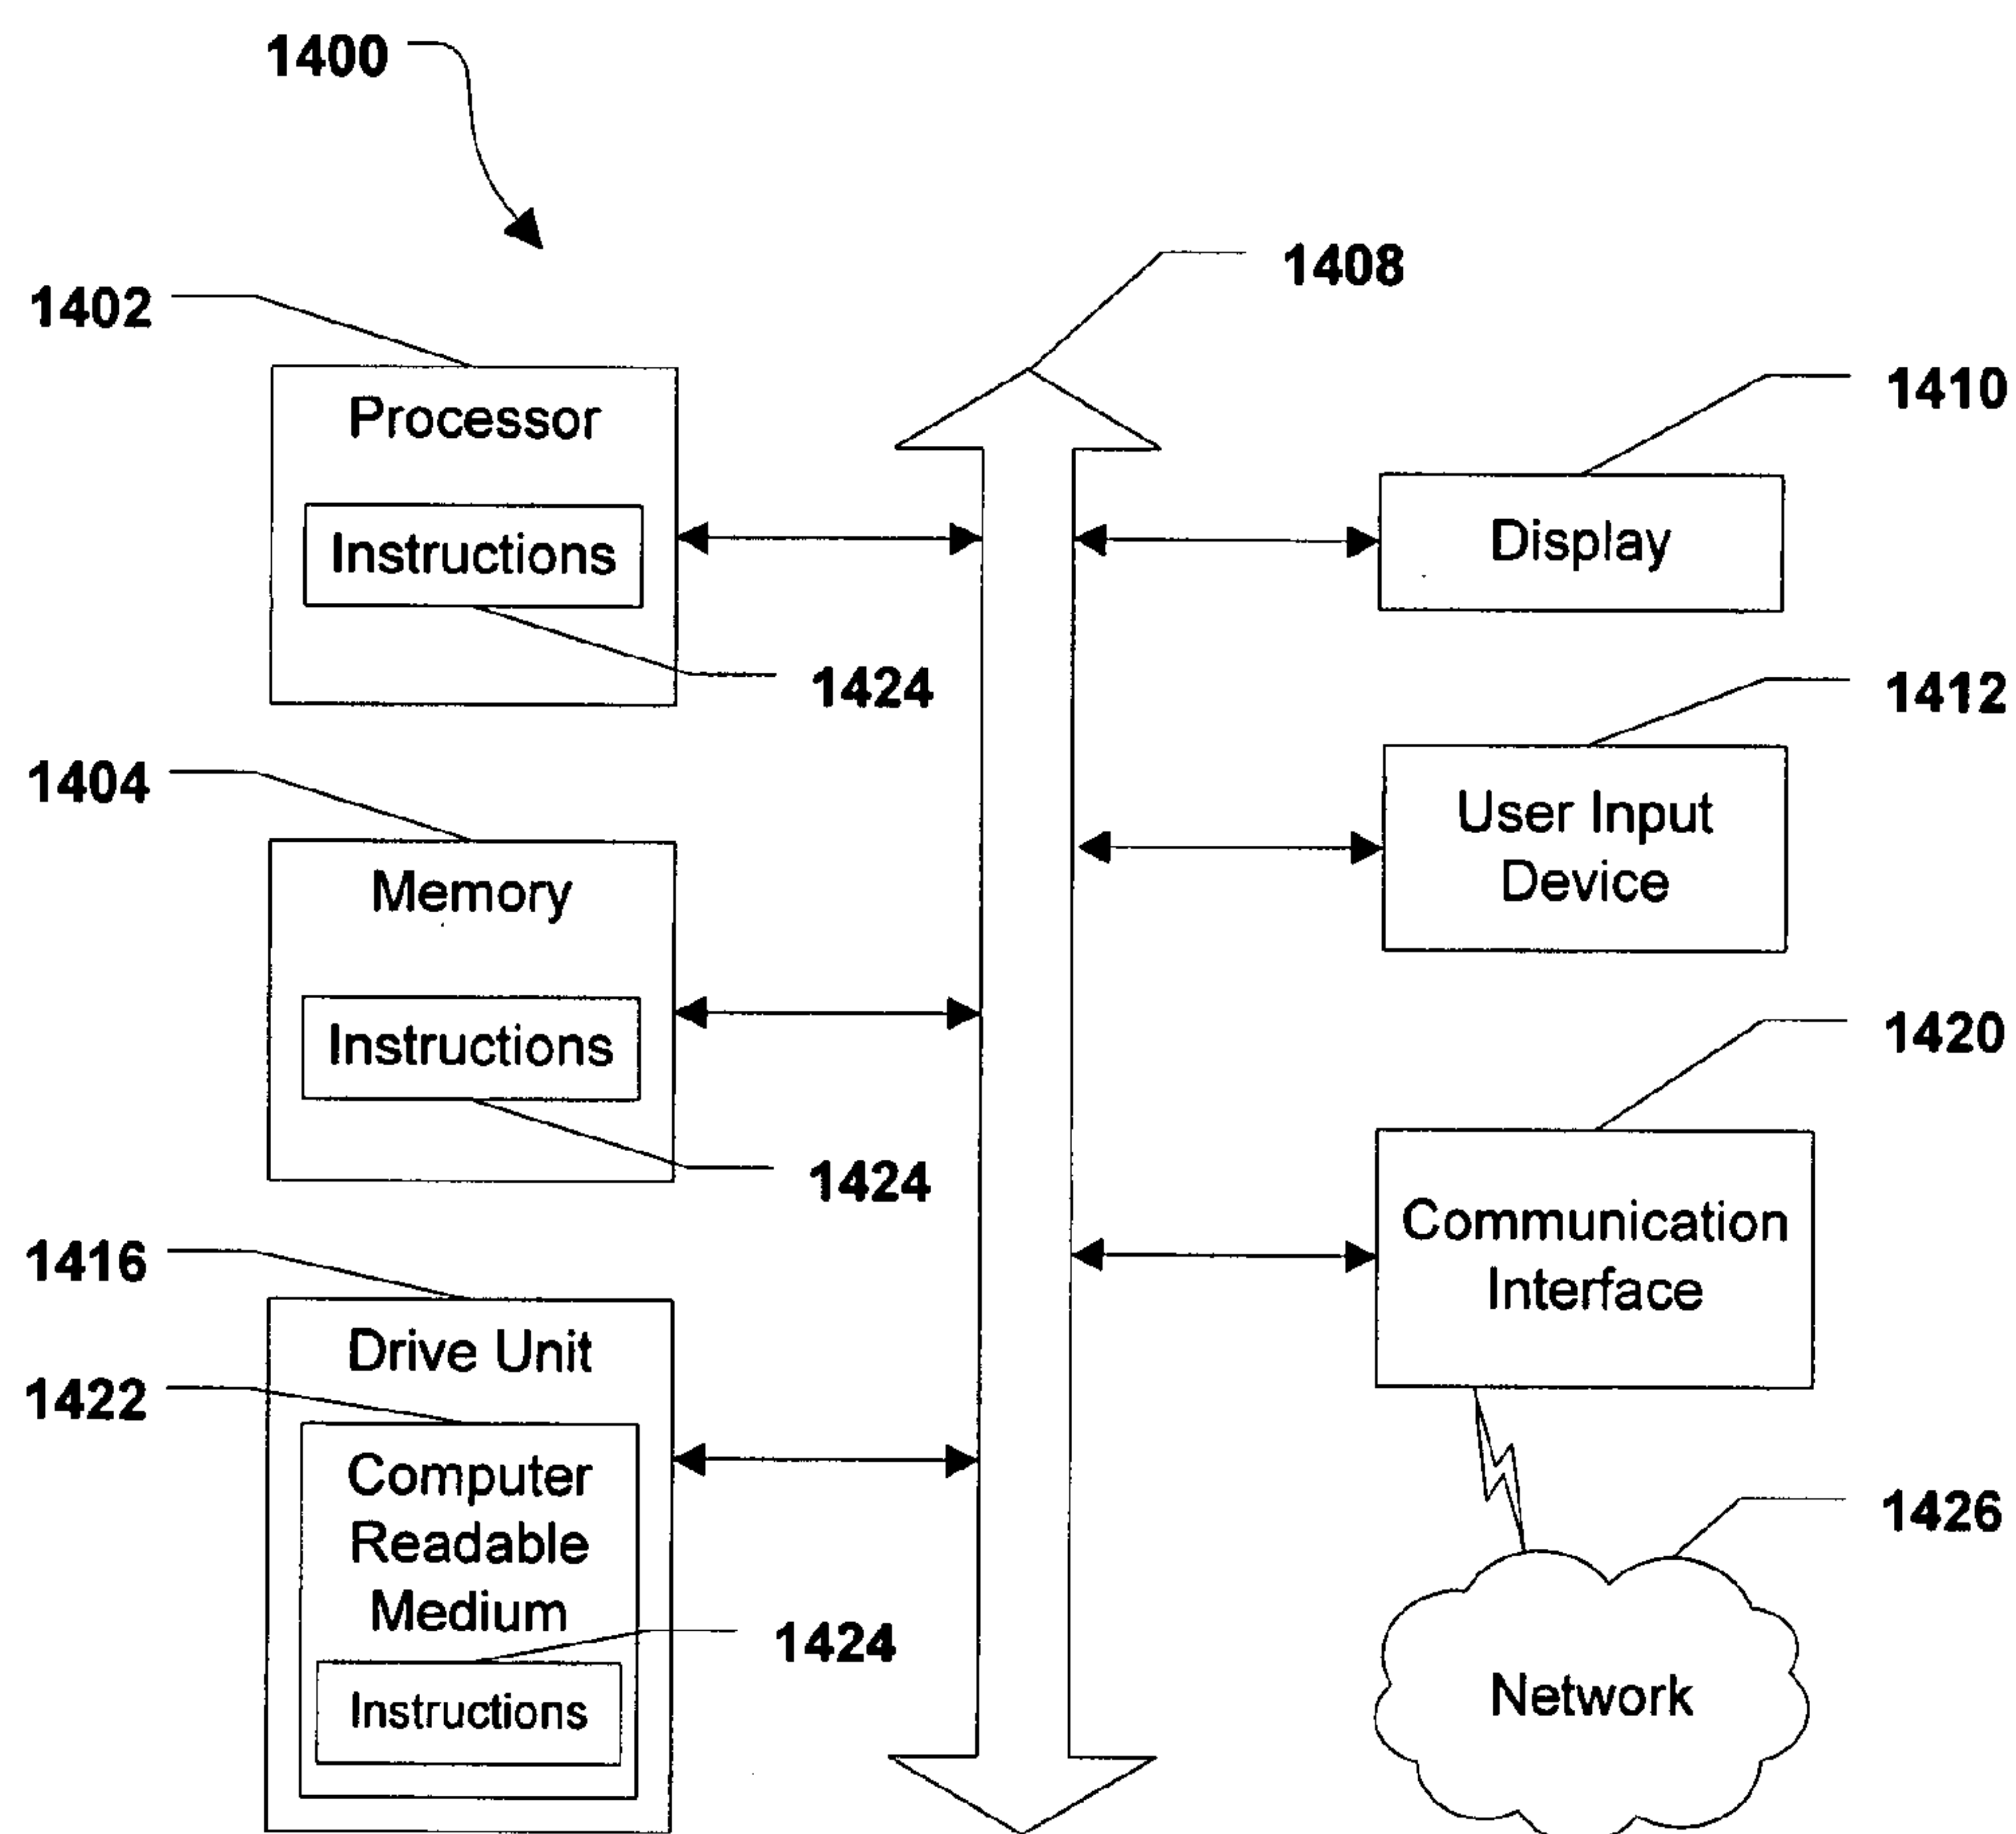 1400
1408
1402
1410
Processor
Instructions
Display
1424
1412
1404
User Input
Device
Memory
Instructions
1420
1424
Communication
Interface
1416
Drive Unit
1422
Computer
Readable
Medium
1426
1424
Instructions
Network